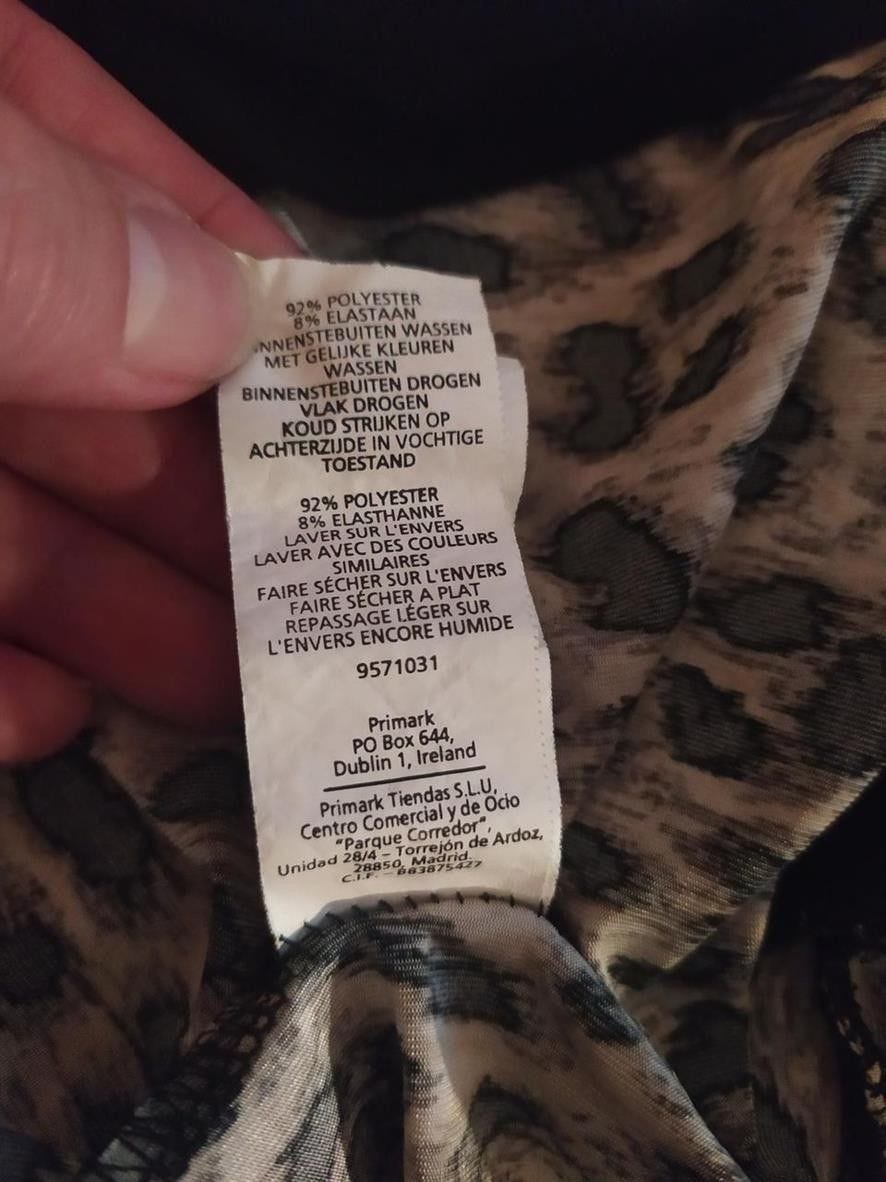 92% POLYESTER
8% ELASTAAN
NNENSTEBUITEN WASSEN
MET GELIJKE KLEUREN
WASSEN
BINNENSTEBUITEN DROGEN
VLAK DROGEN
KOUD STRIJKEN OP
ACHTERZIJDE IN VOCHTIGE
TOESTAND
92% POLYESTER
8% ELASTHANNE
LAVER SUR L'ENVERS
LAVER AVEC DES COULEURS
SIMILAIRES
FAIRE SÉCHER SUR L'ENVERS
FAIRE SÉCHER A PLAT
REPASSAGE LÉGER SUR
L'ENVERS ENCORE HUMIDE
9571031
Primark
PO Box 644,
Dublin 1, Ireland
Primark Tiendas S.L.U,
Centro Comercial y de Ocio
"Parque Corredor",
Unidad 28/4 – Torrejón de Ardoz,
28850, Madrid.
C.I.F. – B83875427